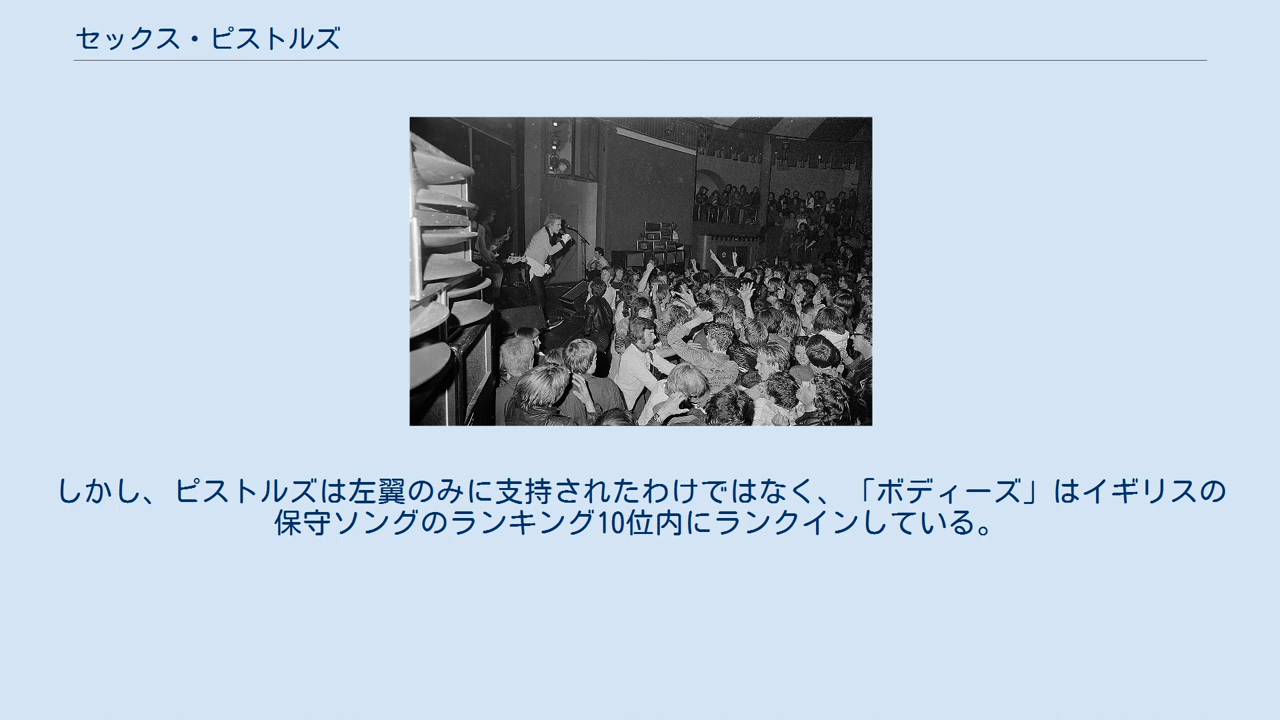 セックス・ピストルズ
しかし、ピストルズは左翼のみに支持されたわけではなく、「ボディーズ」はイギリスの
保守ソングのランキング10位内にランクインしている。